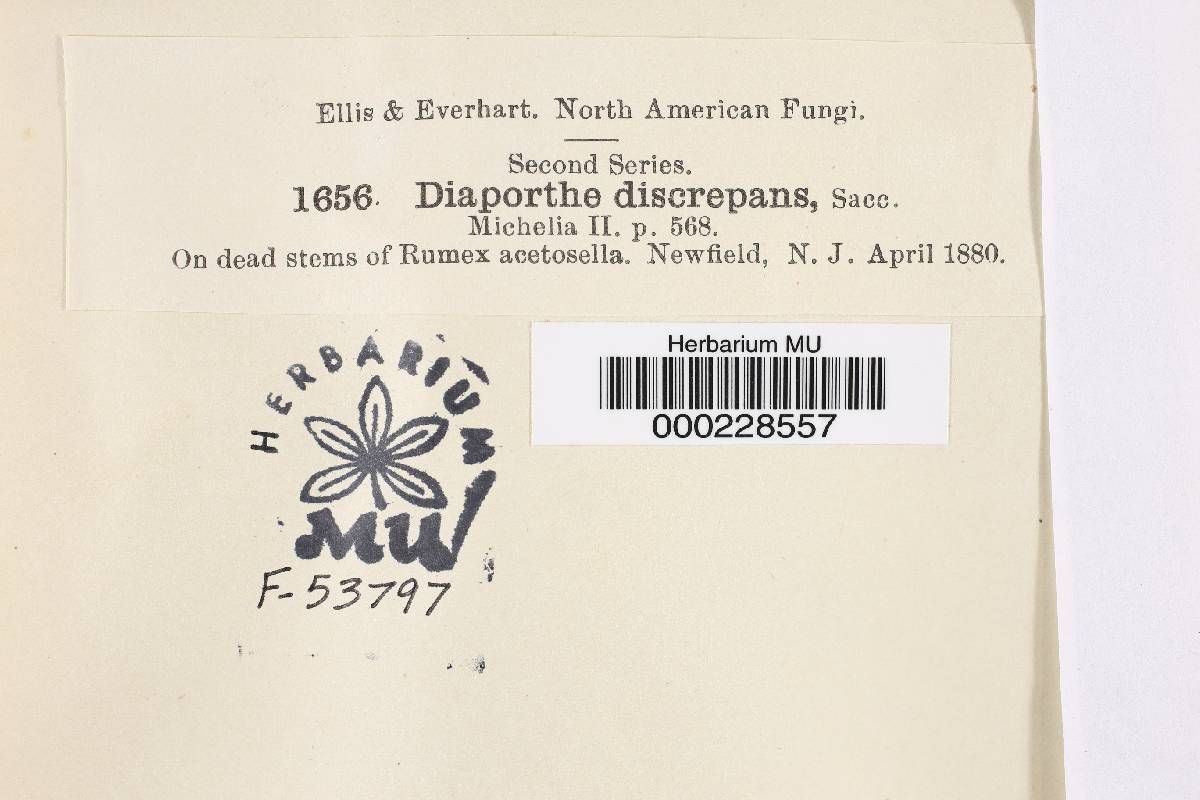 Ellis & Everhart. North American Fungi.
Second Series.
1656. Diaporthe discrepans, Sacc.
Michelia II. p. 568.
On dead stems of Rumex acetosella. Newfield, N. J. April 1880.
Herbarium MU
000228557
HERBARIUM
MU
F-53797